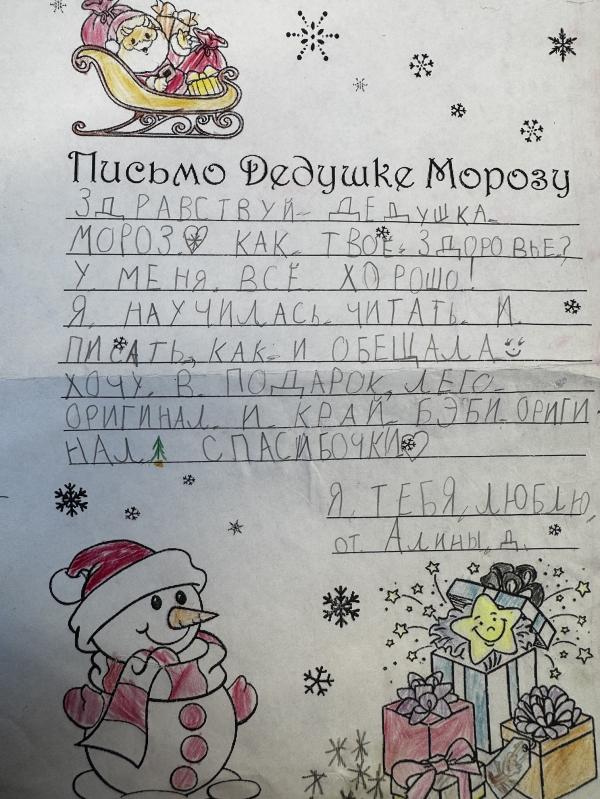 Письмо Дедушке Морозу
ЗДРАВСТВУЙ ДЕДУШКА
МОРОЗ КАК ТВОЁ ЗДОРОВЬЕ?
У МЕНЯ ВСЁ ХОРОШО!
Я НАУЧИЛАСЬ ЧИТАТЬ И
ПИСАТЬ, КАК И ОБЕЩАЛА
ХОЧУ В ПОДАРОК, ЛЕГО
ОРИГИНАЛ И КРАЙ БЭБИ ОРИГИ
НАЛ СПАСИБОЧКИ
Я ТЕБЯ ЛЮБЛЮ,
от АЛИНЫ Д.